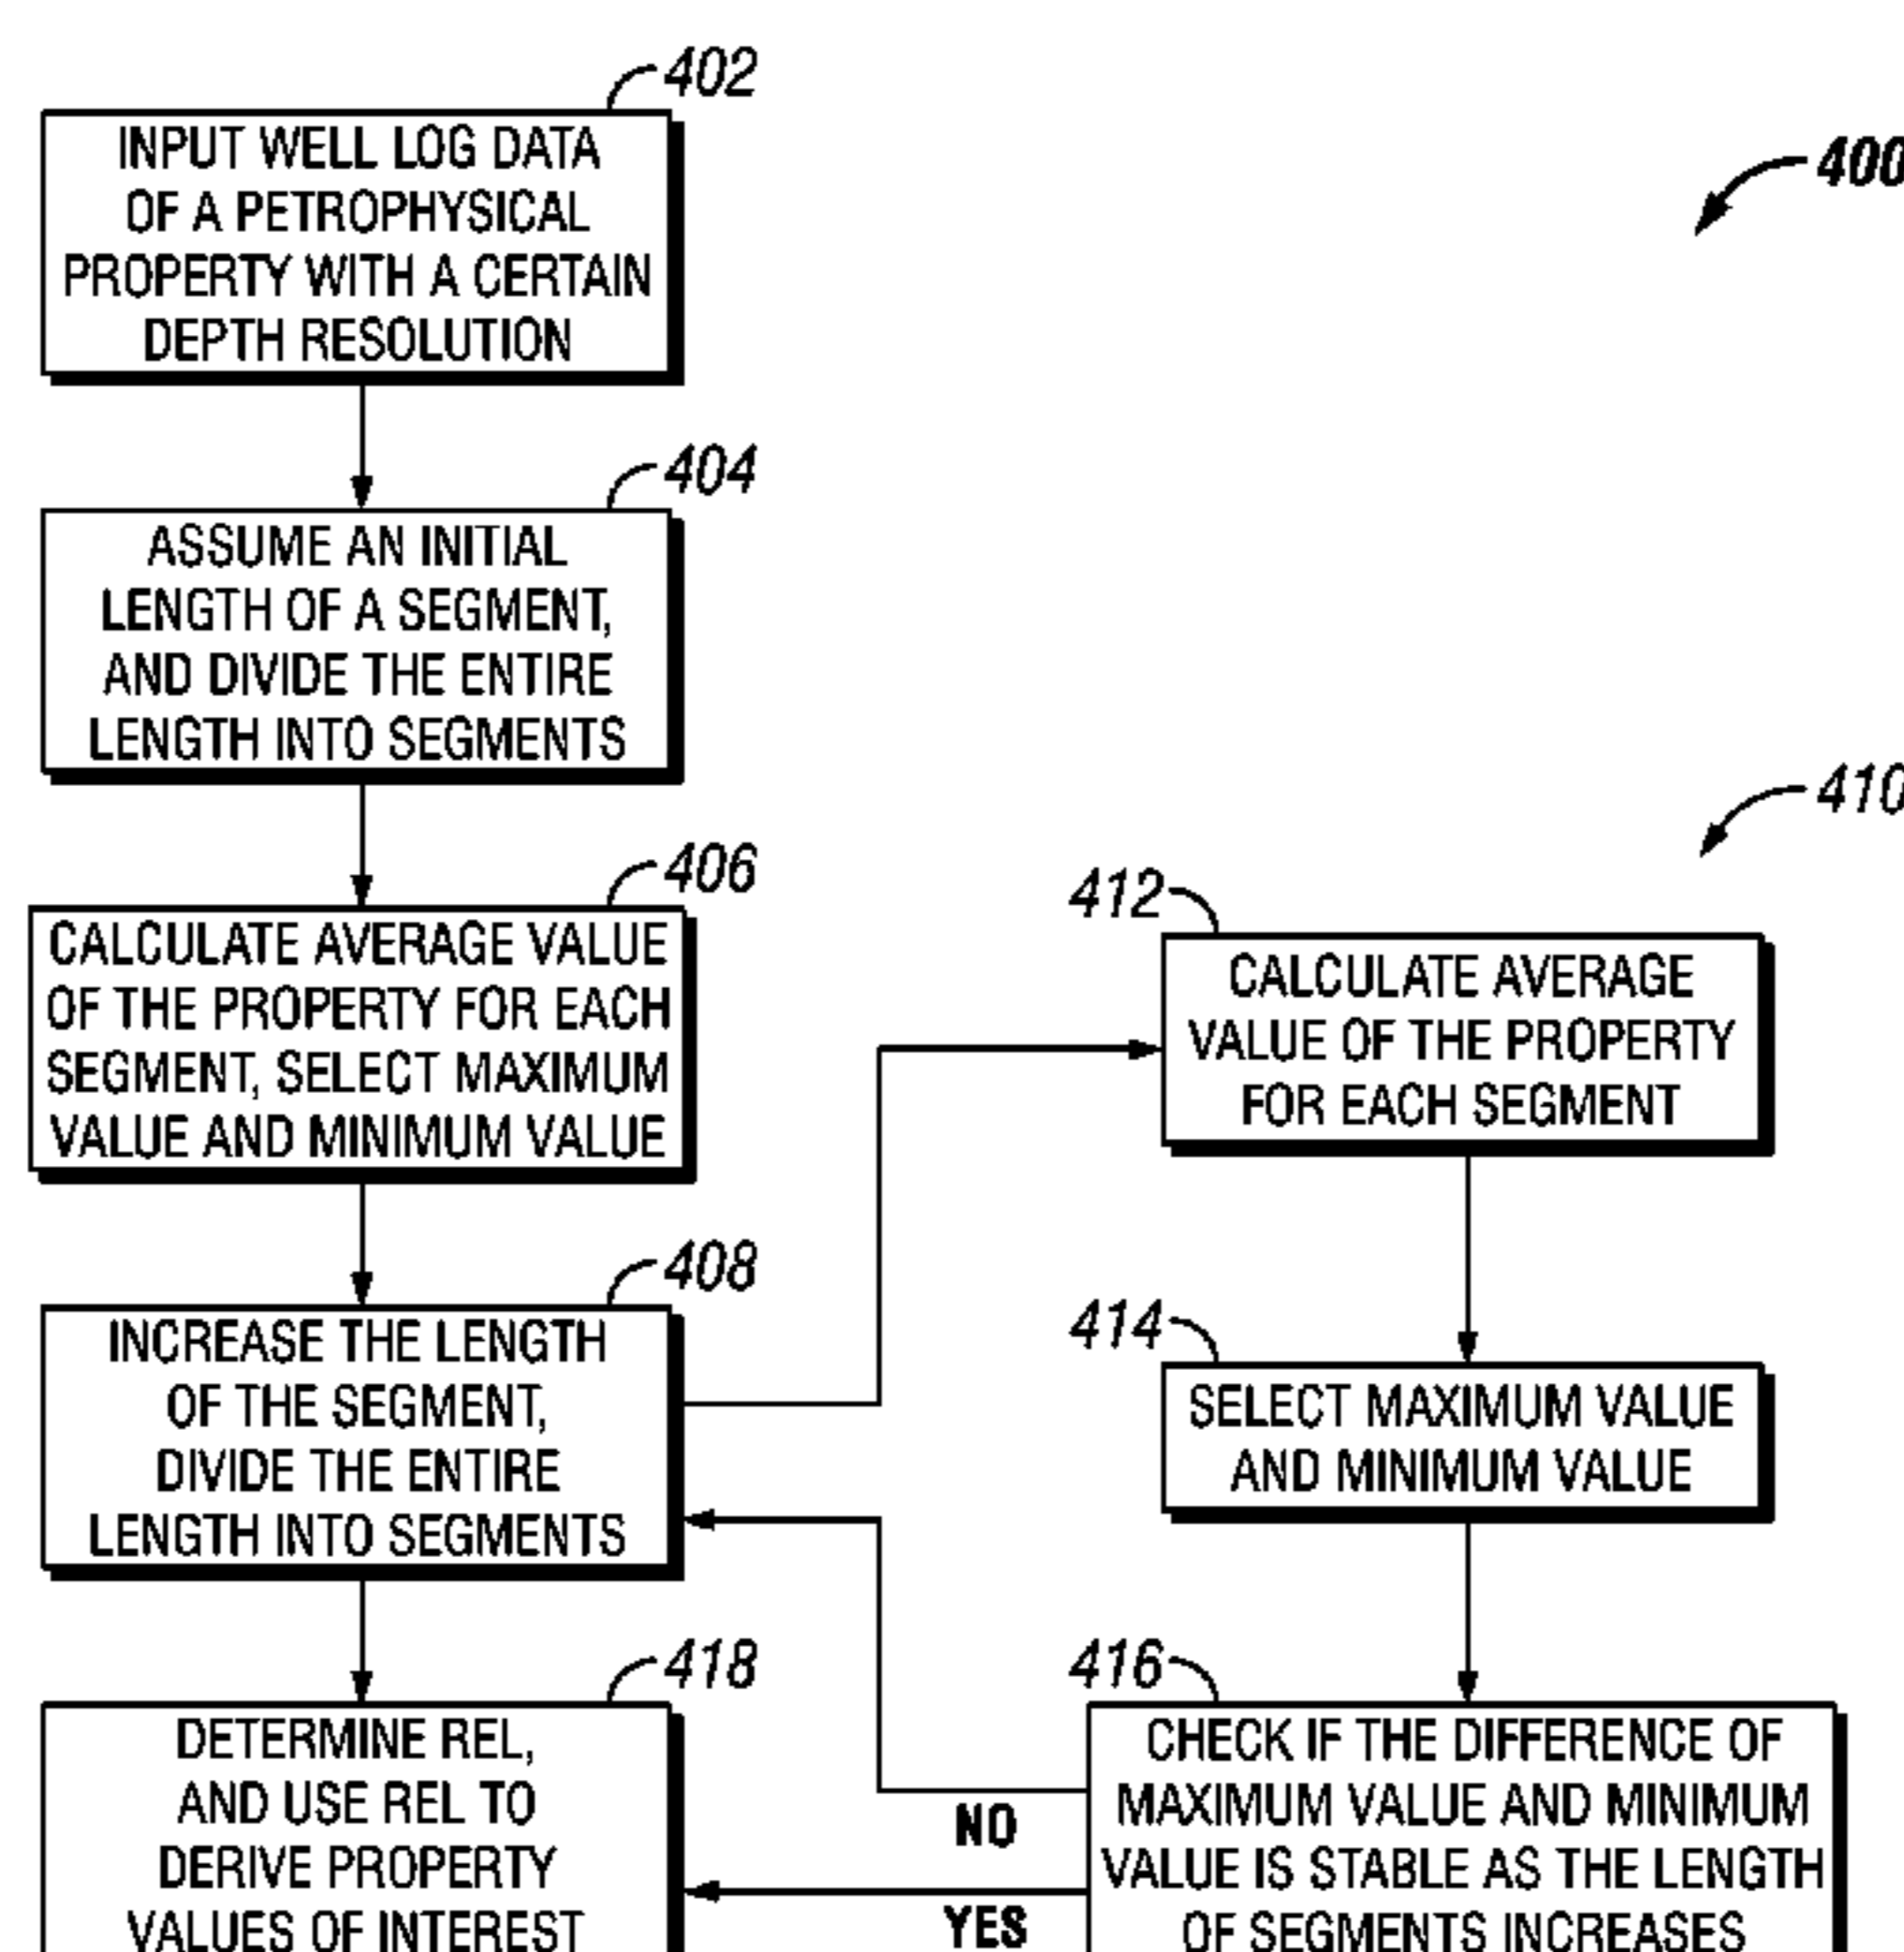 402
INPUT WELL LOG DATA
OF A PETROPHYSICAL
PROPERTY WITH A CERTAIN
DEPTH RESOLUTION
400
404
ASSUME AN INITIAL
LENGTH OF A SEGMENT,
AND DIVIDE THE ENTIRE
LENGTH INTO SEGMENTS
406
CALCULATE AVERAGE VALUE
OF THE PROPERTY FOR EACH
SEGMENT, SELECT MAXIMUM
VALUE AND MINIMUM VALUE
408
INCREASE THE LENGTH
OF THE SEGMENT,
DIVIDE THE ENTIRE
LENGTH INTO SEGMENTS
410
412
CALCULATE AVERAGE
VALUE OF THE PROPERTY
FOR EACH SEGMENT
414
SELECT MAXIMUM VALUE
AND MINIMUM VALUE
416
CHECK IF THE DIFFERENCE OF
MAXIMUM VALUE AND MINIMUM
VALUE IS STABLE AS THE LENGTH
OF SEGMENTS INCREASES
NO
YES
418
DETERMINE REL,
AND USE REL TO
DERIVE PROPERTY
VALUES OF INTEREST